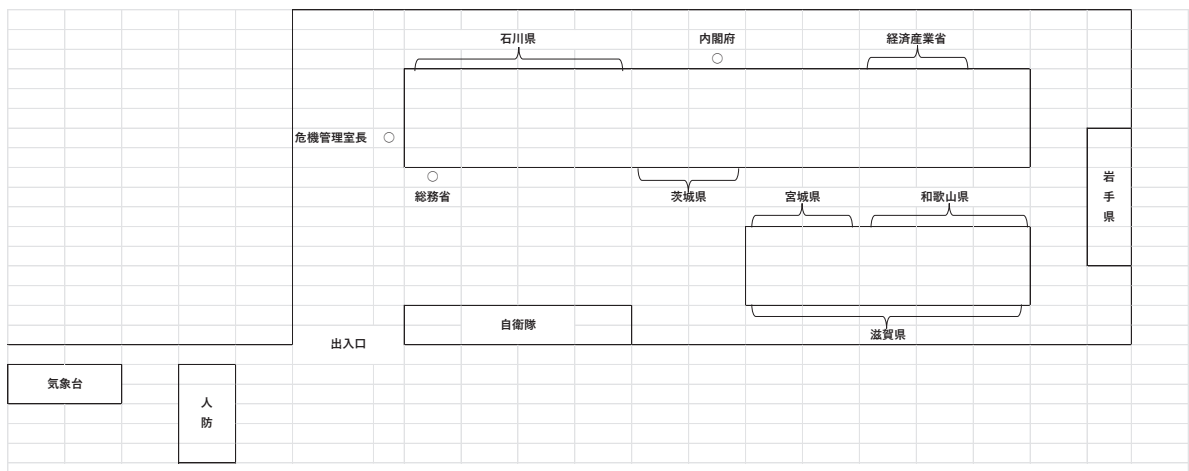 石川県
内閣府
経済産業省
○
危機管理室長 ○
○
総務省
茨城県
宮城県
和歌山県
岩
手
県
自衛隊
滋賀県
出入口
気象台
人
防